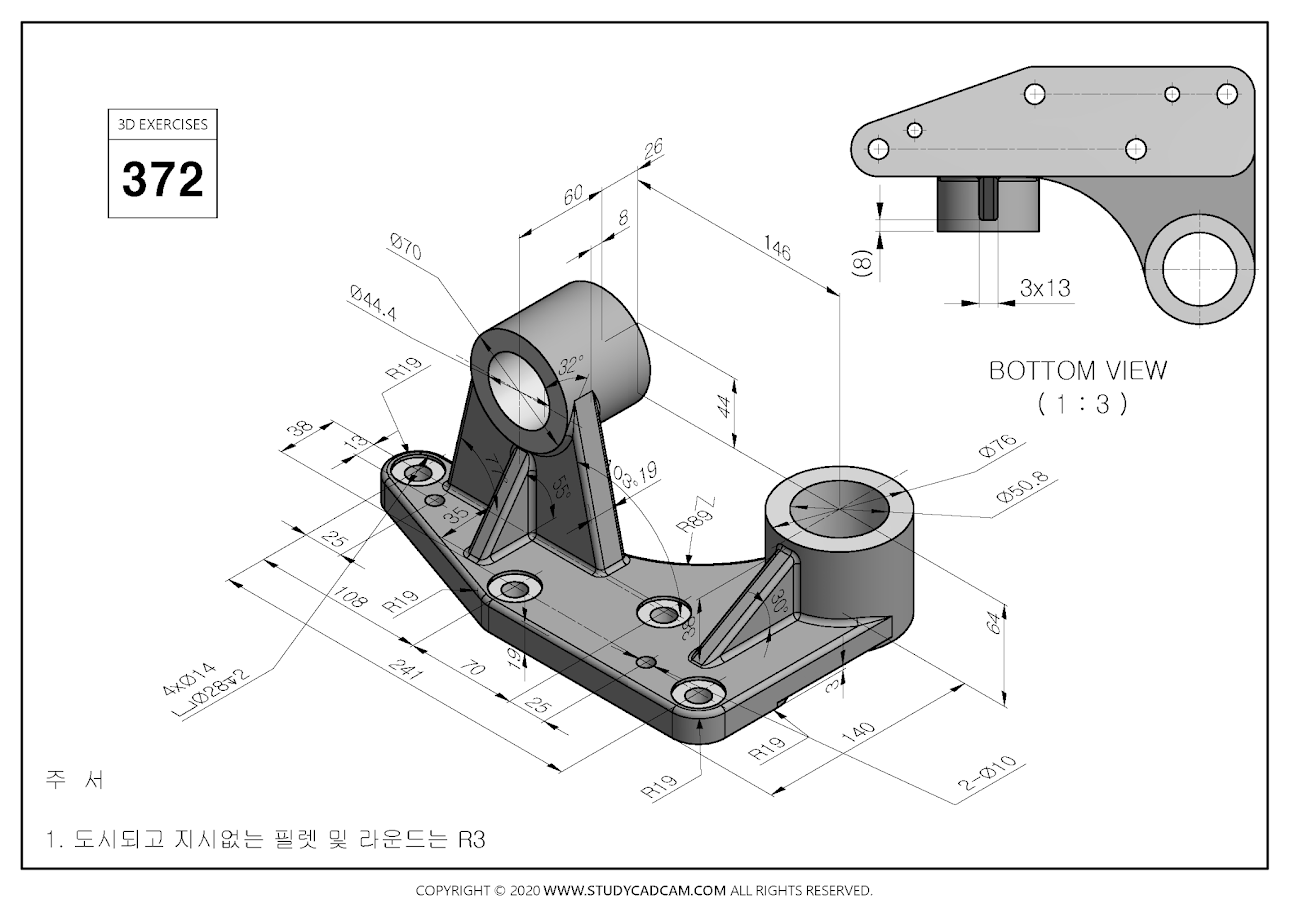 3D EXERCISES
372
26
60
8
146
Ø70
Ø44.4
R19
32°
44
38
13
Ø76
Ø50.8
19
55°
35
R89
25
108
R19
30°
38
64
4xØ14
⌴Ø28↧2
241
70
19
25
3
140
R19
R19
2-Ø10
(8)
3x13
BOTTOM VIEW
( 1 : 3 )
주 서
1. 도시되고 지시없는 필렛 및 라운드는 R3
COPYRIGHT © 2020 WWW.STUDYCADCAM.COM ALL RIGHTS RESERVED.